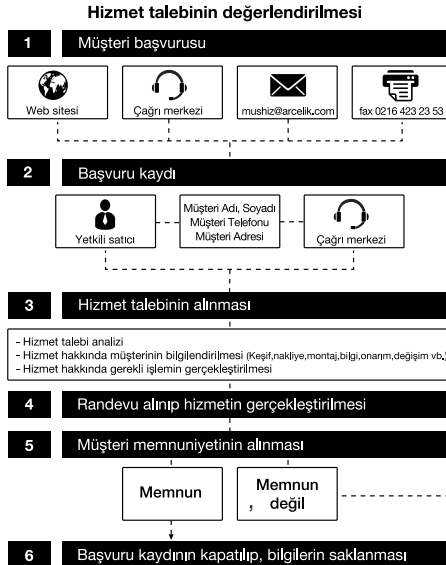 Hizmet talebinin değerlendirilmesi
1 Müşteri başvurusu
Web sitesi
Çağrı merkezi
mushiz@arcelik.com
fax 0216 423 23 53
2 Başvuru kaydı
Yetkili satıcı
Müşteri Adı, Soyadı
Müşteri Telefonu
Müşteri Adresi
Çağrı merkezi
3 Hizmet talebinin alınması
- Hizmet talebi analizi
- Hizmet hakkında müşterinin bilgilendirilmesi (Keşif,nakliye,montaj,bilgi,onarım,değişim vb.)
- Hizmet hakkında gerekli işlemin gerçekleştirilmesi
4 Randevu alınıp hizmetin gerçekleştirilmesi
5 Müşteri memnuniyetinin alınması
Memnun
Memnun
, değil
6 Başvuru kaydının kapatılıp, bilgilerin saklanması